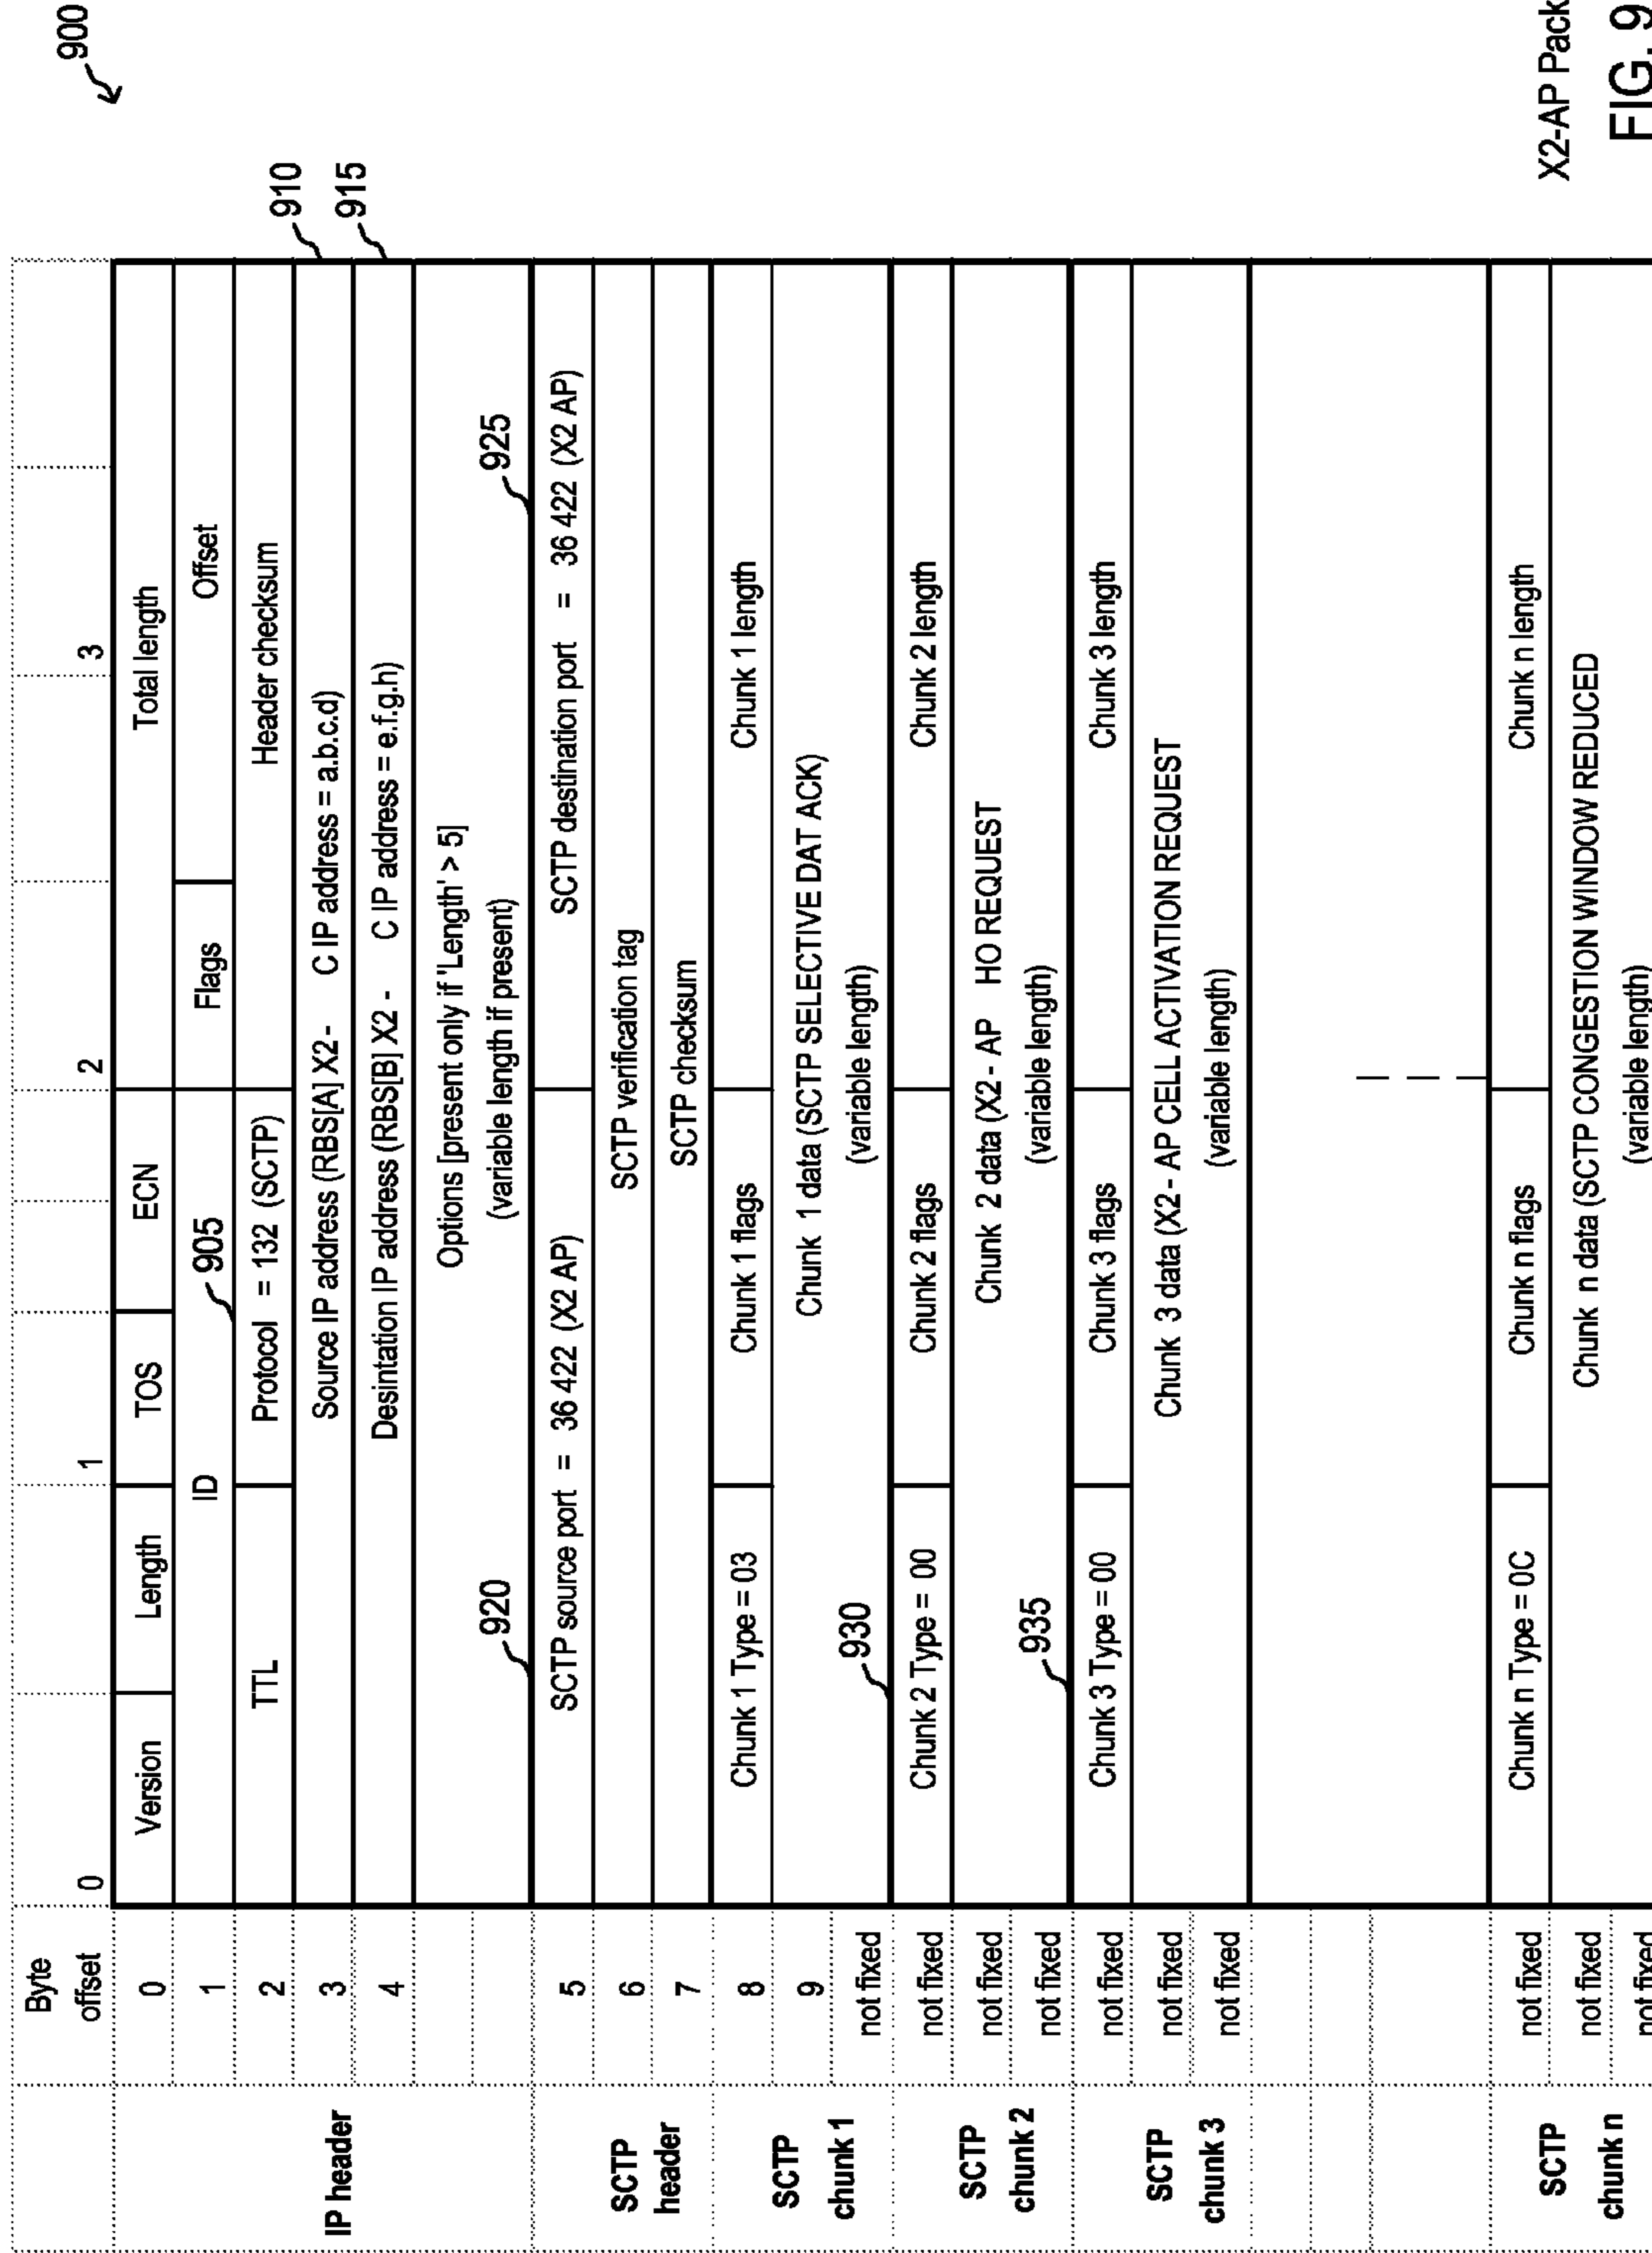 900
Byte offset 0 1 2 3
IP header
0 Version Length TOS ECN Total length
1 ID 905 Flags Offset
2 TTL Protocol = 132 (SCTP) Header checksum 910
3 Source IP address (RBS[A] X2- C IP address = a.b.c.d) 915
4 Desintation IP address (RBS[B] X2 - C IP address = e.f.g.h)
Options [present only if 'Length' > 5]
920 (variable length if present) 925
SCTP header
5 SCTP source port = 36 422 (X2 AP) SCTP destination port = 36 422 (X2 AP)
6 SCTP verification tag
7 SCTP checksum
SCTP chunk 1
8 Chunk 1 Type = 03 Chunk 1 flags Chunk 1 length
9 Chunk 1 data (SCTP SELECTIVE DAT ACK)
not fixed 930 (variable length)
SCTP chunk 2
not fixed Chunk 2 Type = 00 Chunk 2 flags Chunk 2 length
not fixed Chunk 2 data (X2- AP HO REQUEST
not fixed 935 (variable length)
SCTP chunk 3
not fixed Chunk 3 Type = 00 Chunk 3 flags Chunk 3 length
not fixed Chunk 3 data (X2- AP CELL ACTIVATION REQUEST
not fixed (variable length)
SCTP chunk n
not fixed Chunk n Type = 0C Chunk n flags Chunk n length
not fixed Chunk n data (SCTP CONGESTION WINDOW REDUCED
not fixed (variable length)
X2-AP Pack
FIG. 9